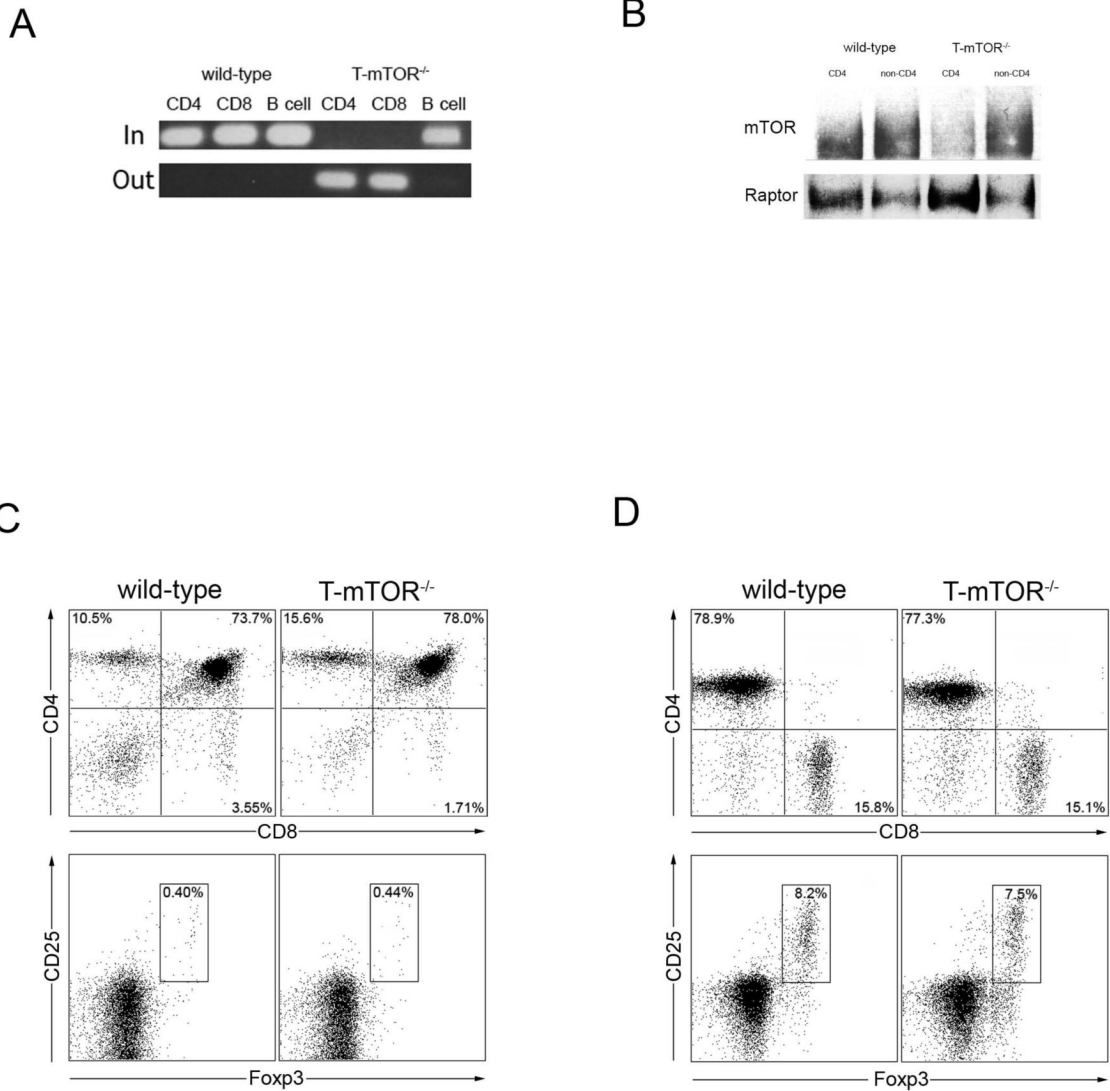 A
wild-type T-mTOR-/-
CD4 CD8 B cell CD4 CD8 B cell
In
Out
B
wild-type T-mTOR-/-
CD4 non-CD4 CD4 non-CD4
mTOR
Raptor
C
wild-type T-mTOR-/-
10.5% 73.7% 15.6% 78.0%
CD4
3.55% 1.71%
CD8
0.40% 0.44%
CD25
Foxp3
D
wild-type T-mTOR-/-
78.9% 77.3%
CD4
15.8% 15.1%
CD8
8.2% 7.5%
CD25
Foxp3